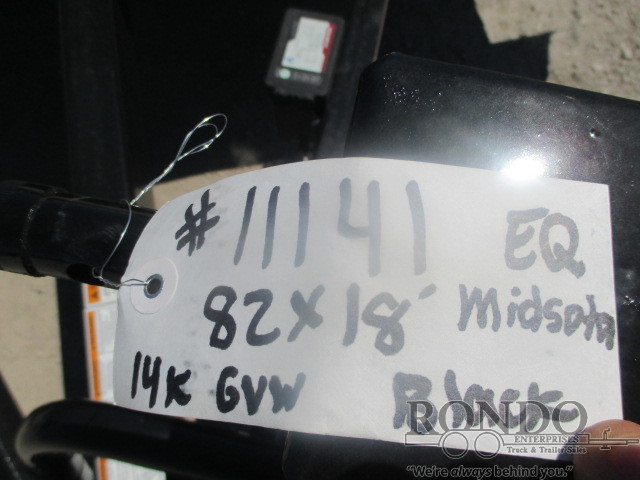 #11141 EQ
82x18' Midsota
14K GVW Black
RONDO
ENTERPRISES
Truck & Trailer Sales
"We're always behind you."